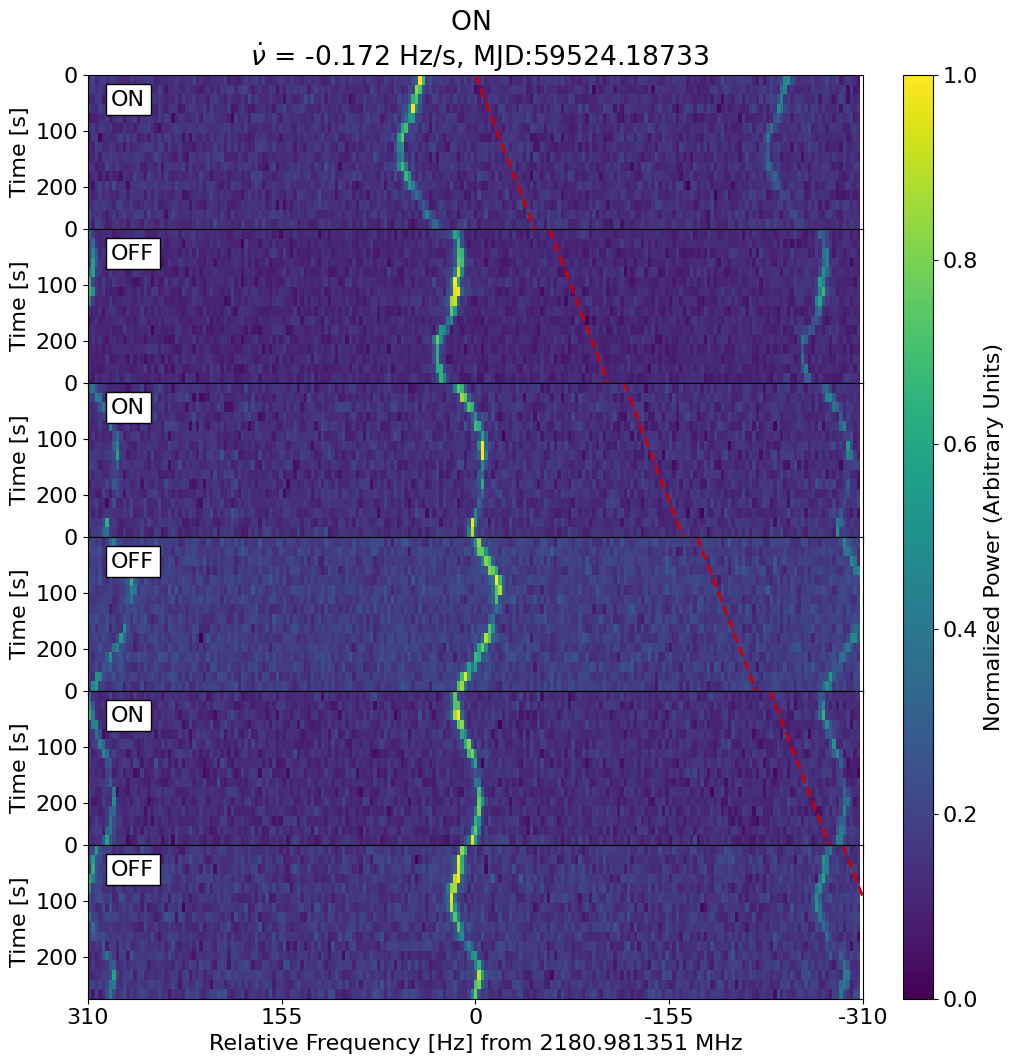 ON
ν̇ = -0.172 Hz/s, MJD:59524.18733
0
ON
Time [s]
100
200
0
OFF
Time [s]
100
200
0
ON
Time [s]
100
200
0
OFF
Time [s]
100
200
0
ON
Time [s]
100
200
0
OFF
Time [s]
100
200
310 155 0 -155 -310
Relative Frequency [Hz] from 2180.981351 MHz
1.0
0.8
0.6
0.4
0.2
0.0
Normalized Power (Arbitrary Units)